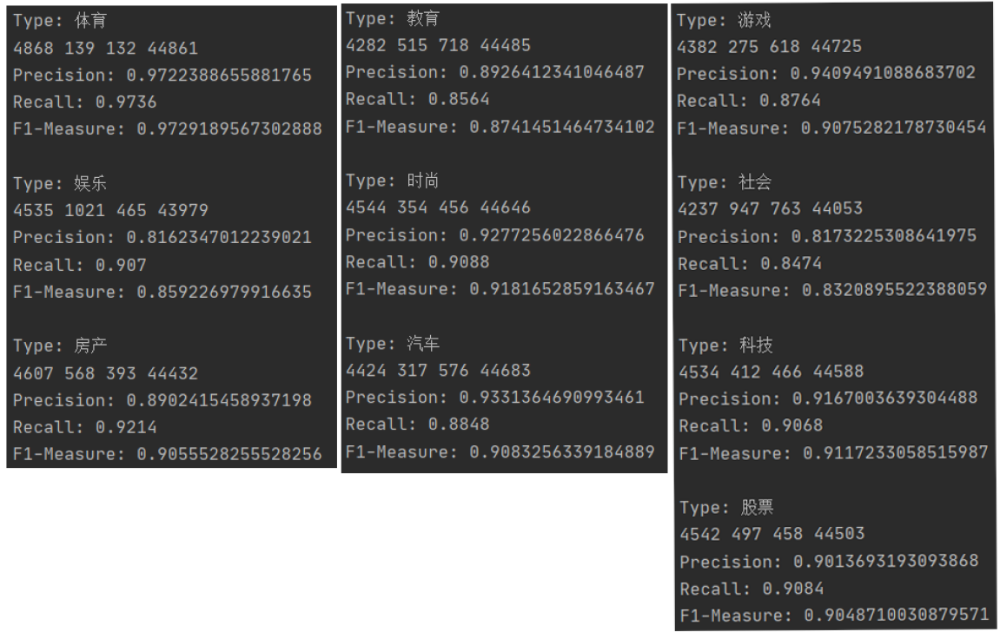 Type: 体育
4868 139 132 44861
Precision: 0.9722388655881765
Recall: 0.9736
F1-Measure: 0.9729189567302888
Type: 娱乐
4535 1021 465 43979
Precision: 0.8162347012239021
Recall: 0.907
F1-Measure: 0.859226979916635
Type: 房产
4607 568 393 44432
Precision: 0.8902415458937198
Recall: 0.9214
F1-Measure: 0.9055528255528256
Type: 教育
4282 515 718 44485
Precision: 0.8926412341046487
Recall: 0.8564
F1-Measure: 0.8741451464734102
Type: 时尚
4544 354 456 44646
Precision: 0.9277256022866476
Recall: 0.9088
F1-Measure: 0.9181652859163467
Type: 汽车
4424 317 576 44683
Precision: 0.9331364690993461
Recall: 0.8848
F1-Measure: 0.9083256339184889
Type: 游戏
4382 275 618 44725
Precision: 0.9409491088683702
Recall: 0.8764
F1-Measure: 0.9075282178730454
Type: 社会
4237 947 763 44053
Precision: 0.8173225308641975
Recall: 0.8474
F1-Measure: 0.8320895522388059
Type: 科技
4534 412 466 44588
Precision: 0.9167003639304488
Recall: 0.9068
F1-Measure: 0.9117233058515987
Type: 股票
4542 497 458 44503
Precision: 0.9013693193093868
Recall: 0.9084
F1-Measure: 0.9048710030879571